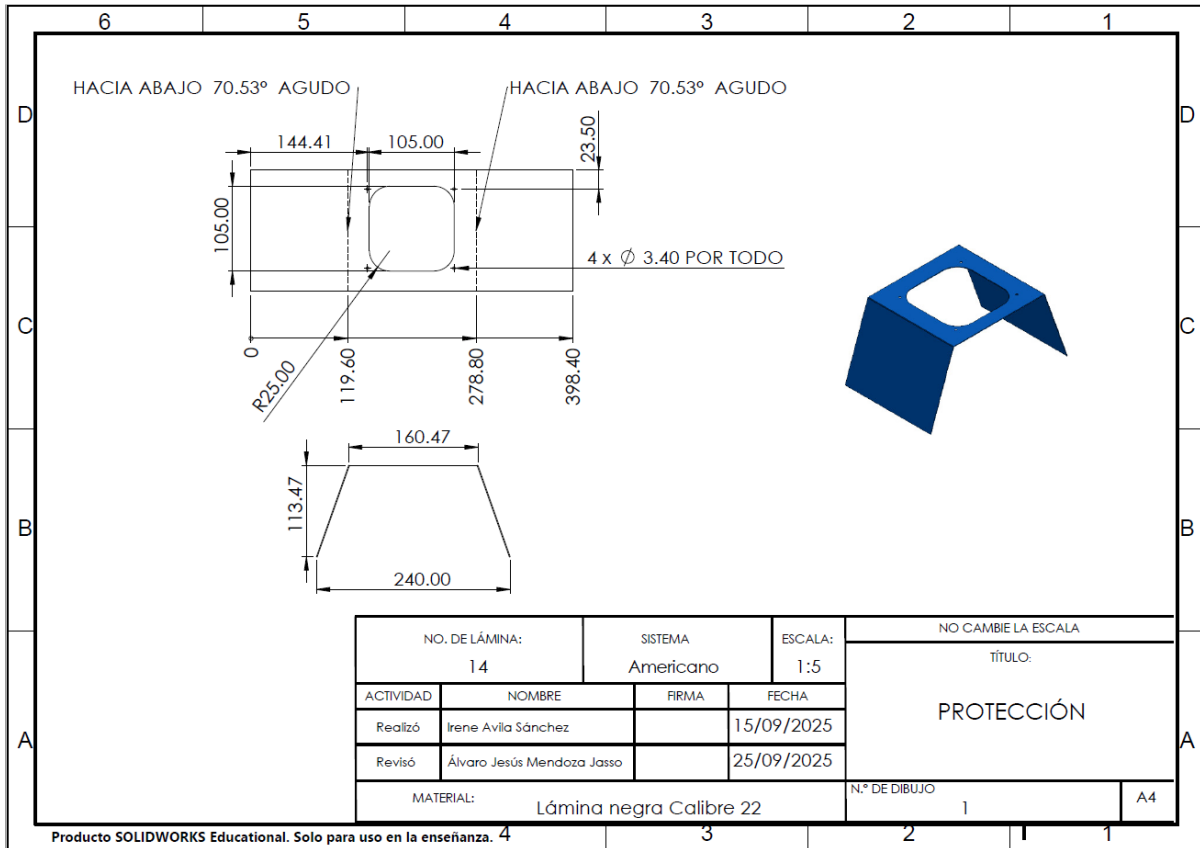 6 5 4 3 2 1
D D
HACIA ABAJO 70.53º AGUDO
HACIA ABAJO 70.53º AGUDO
144.41
105.00
23.50
105.00
4 x ∅ 3.40 POR TODO
C C
R25.00
0
119.60
278.80
398.40
160.47
113.47
240.00
B B
NO. DE LÁMINA:
14
SISTEMA
Americano
ESCALA:
1:5
NO CAMBIE LA ESCALA
TÍTULO:
PROTECCIÓN
ACTIVIDAD NOMBRE FIRMA FECHA
Realizó Irene Avila Sánchez 15/09/2025
Revisó Álvaro Jesús Mendoza Jasso 25/09/2025
A A
MATERIAL: Lámina negra Calibre 22
N.º DE DIBUJO
1
A4
Producto SOLIDWORKS Educational. Solo para uso en la enseñanza.
4 3 2 1